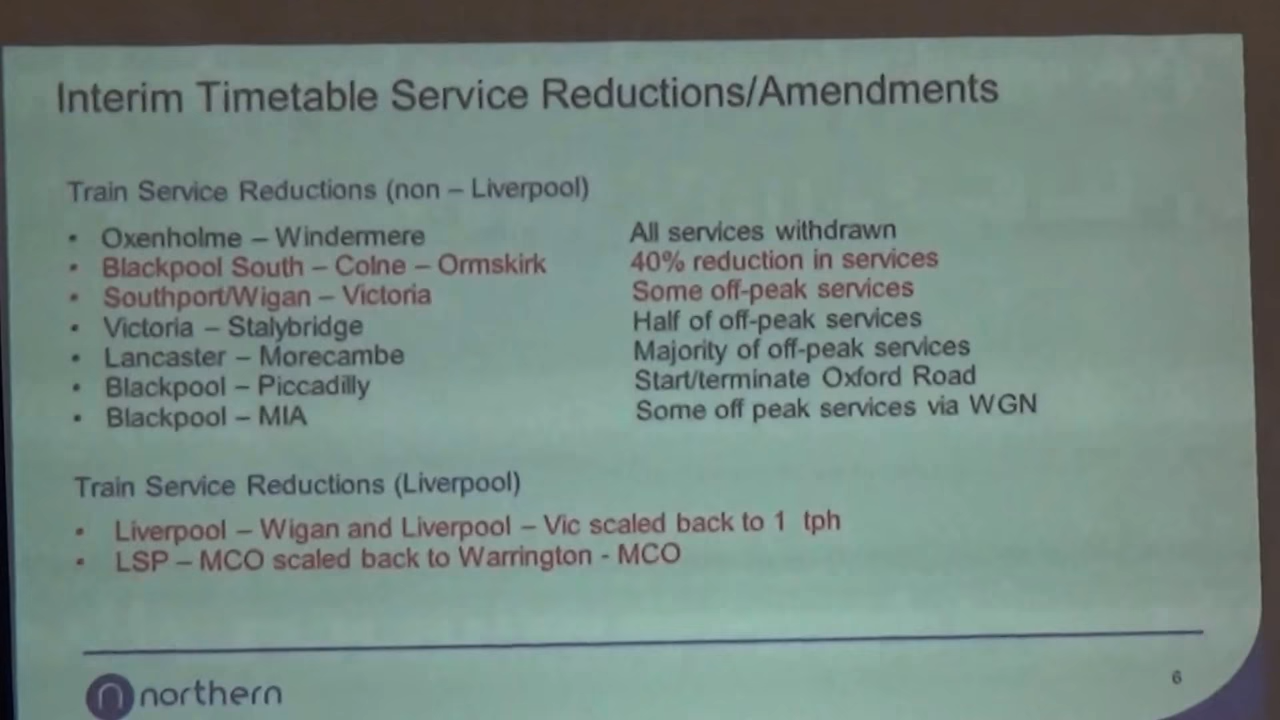 Interim Timetable Service Reductions/Amendments
Train Service Reductions (non – Liverpool)
• Oxenholme – Windermere All services withdrawn
• Blackpool South – Colne – Ormskirk 40% reduction in services
• Southport/Wigan – Victoria Some off-peak services
• Victoria – Stalybridge Half of off-peak services
• Lancaster – Morecambe Majority of off-peak services
• Blackpool – Piccadilly Start/terminate Oxford Road
• Blackpool – MIA Some off peak services via WGN
Train Service Reductions (Liverpool)
• Liverpool – Wigan and Liverpool – Vic scaled back to 1 tph
• LSP – MCO scaled back to Warrington - MCO
n northern
6